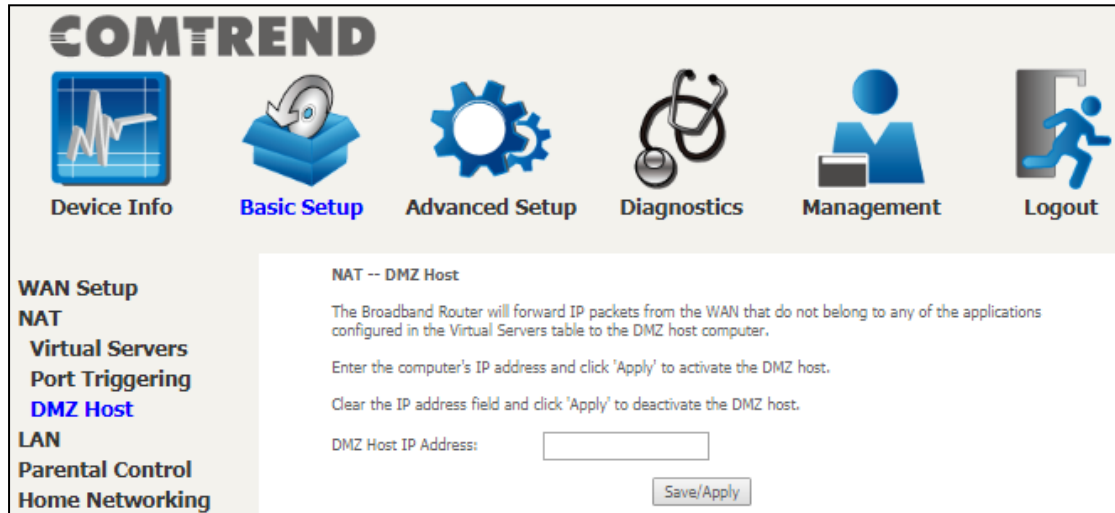 COMTREND
Device Info
Basic Setup
Advanced Setup
Diagnostics
Management
Logout
WAN Setup
NAT
Virtual Servers
Port Triggering
DMZ Host
LAN
Parental Control
Home Networking
NAT -- DMZ Host
The Broadband Router will forward IP packets from the WAN that do not belong to any of the applications
configured in the Virtual Servers table to the DMZ host computer.
Enter the computer's IP address and click 'Apply' to activate the DMZ host.
Clear the IP address field and click 'Apply' to deactivate the DMZ host.
DMZ Host IP Address:
Save/Apply